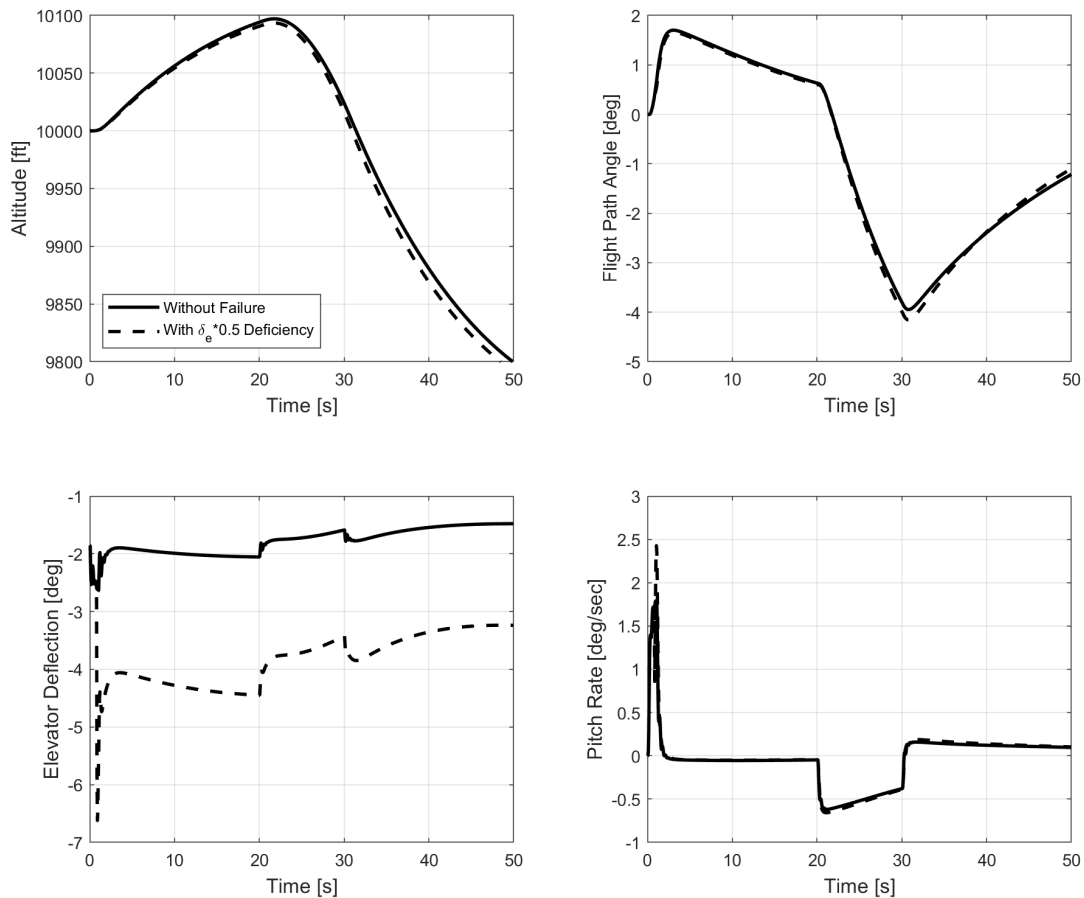 10100
10050
10000
9950
9900
9850
9800
Altitude [ft]
Without Failure
With δe*0.5 Deficiency
0 10 20 30 40 50
Time [s]
2
1
0
-1
-2
-3
-4
-5
Flight Path Angle [deg]
0 10 20 30 40 50
Time [s]
-1
-2
-3
-4
-5
-6
-7
Elevator Deflection [deg]
0 10 20 30 40 50
Time [s]
3
2.5
2
1.5
1
0.5
0
-0.5
-1
Pitch Rate [deg/sec]
0 10 20 30 40 50
Time [s]